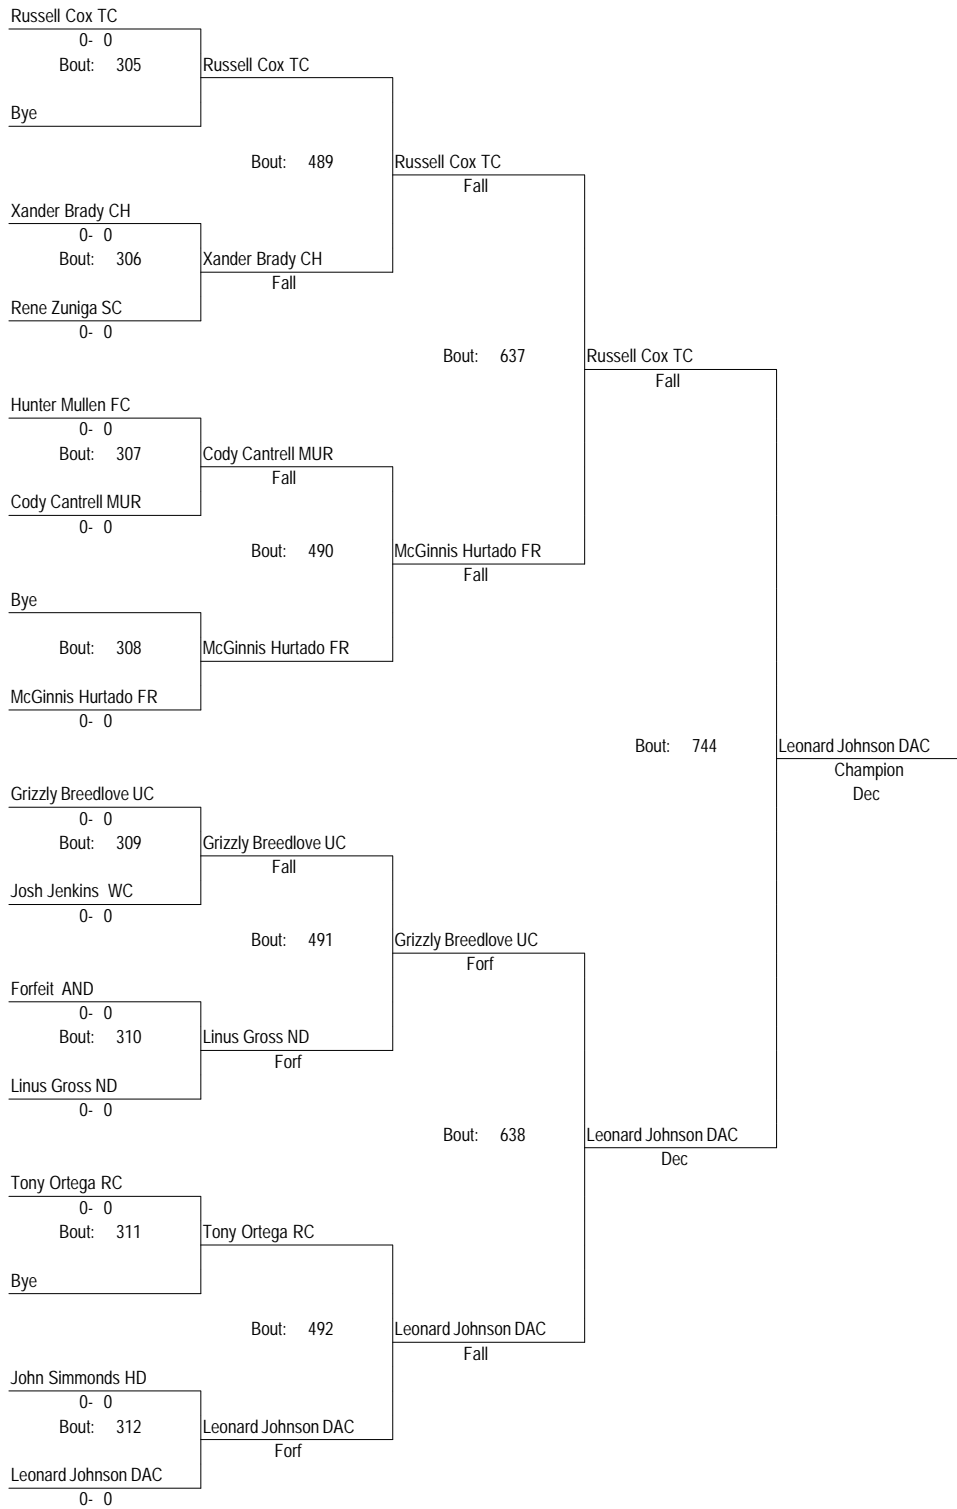 Russell Cox TC
0- 0
Bout: 305
Russell Cox TC
Bye
Bout: 489
Russell Cox TC
Fall
Xander Brady CH
0- 0
Bout: 306
Xander Brady CH
Fall
Rene Zuniga SC
0- 0
Bout: 637
Russell Cox TC
Fall
Hunter Mullen FC
0- 0
Bout: 307
Cody Cantrell MUR
Fall
Cody Cantrell MUR
0- 0
Bout: 490
McGinnis Hurtado FR
Fall
Bye
Bout: 308
McGinnis Hurtado FR
McGinnis Hurtado FR
0- 0
Bout: 744
Leonard Johnson DAC
Champion
Dec
Grizzly Breedlove UC
0- 0
Bout: 309
Grizzly Breedlove UC
Fall
Josh Jenkins WC
0- 0
Bout: 491
Grizzly Breedlove UC
Forf
Forfeit AND
0- 0
Bout: 310
Linus Gross ND
Forf
Linus Gross ND
0- 0
Bout: 638
Leonard Johnson DAC
Dec
Tony Ortega RC
0- 0
Bout: 311
Tony Ortega RC
Bye
Bout: 492
Leonard Johnson DAC
Fall
John Simmonds HD
0- 0
Bout: 312
Leonard Johnson DAC
Forf
Leonard Johnson DAC
0- 0